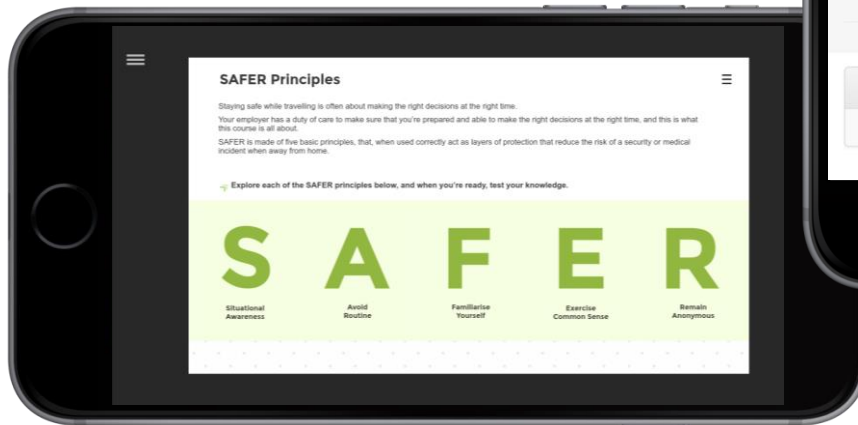 SAFER Principles
Staying safe while travelling is often about making the right decisions at the right time.
Your employer has a duty of care to make sure that you're prepared and able to make the right decisions at the right time, and this is what
this course is all about.
SAFER is made of five basic principles, that, when used correctly act as layers of protection that reduce the risk of a security or medical
incident when away from home.
Explore each of the SAFER principles below, and when you're ready, test your knowledge.
S A F E R
Situational Avoid Familiarise Exercise Remain
Awareness Routine Yourself Common Sense Anonymous